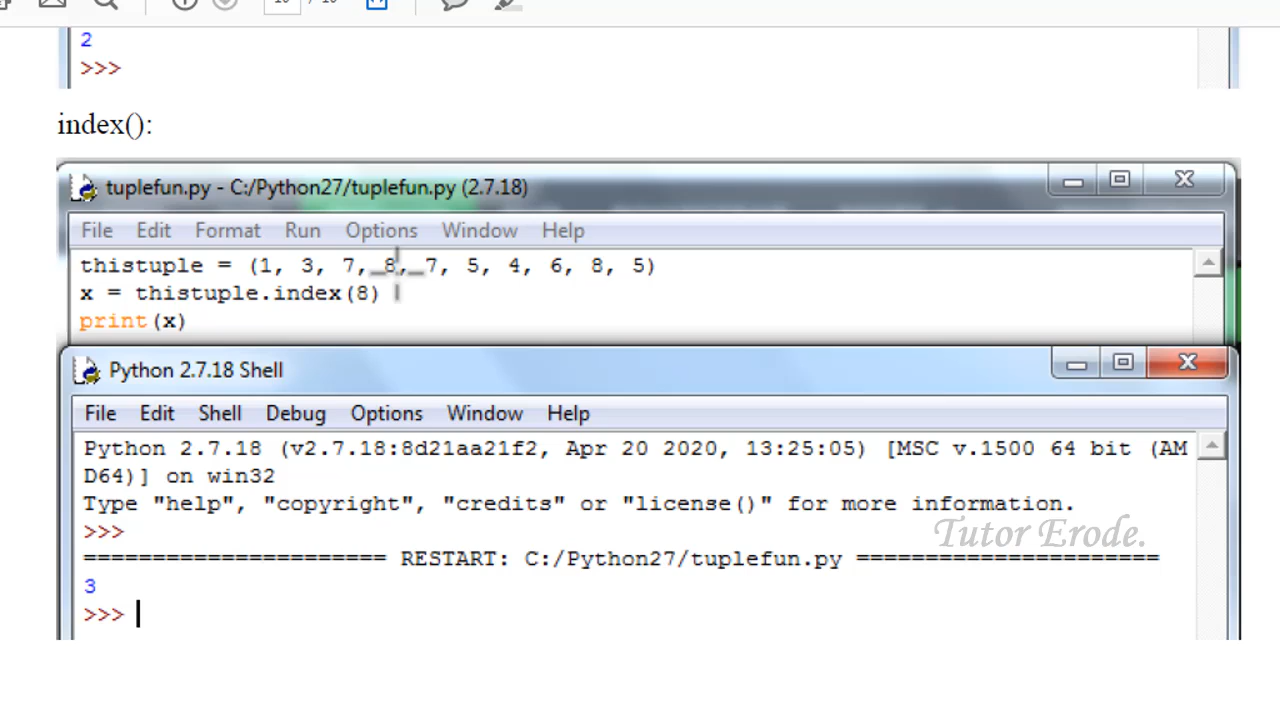 2
>>>
index():
tuplefun.py - C:/Python27/tuplefun.py (2.7.18)
File Edit Format Run Options Window Help
thistuple = (1, 3, 7, 8, 7, 5, 4, 6, 8, 5)
x = thistuple.index(8)
print(x)
Python 2.7.18 Shell
File Edit Shell Debug Options Window Help
Python 2.7.18 (v2.7.18:8d21aa21f2, Apr 20 2020, 13:25:05) [MSC v.1500 64 bit (AM
D64)] on win32
Type "help", "copyright", "credits" or "license()" for more information.
>>>
Tutor Erode.
====================== RESTART: C:/Python27/tuplefun.py ======================
3
>>>